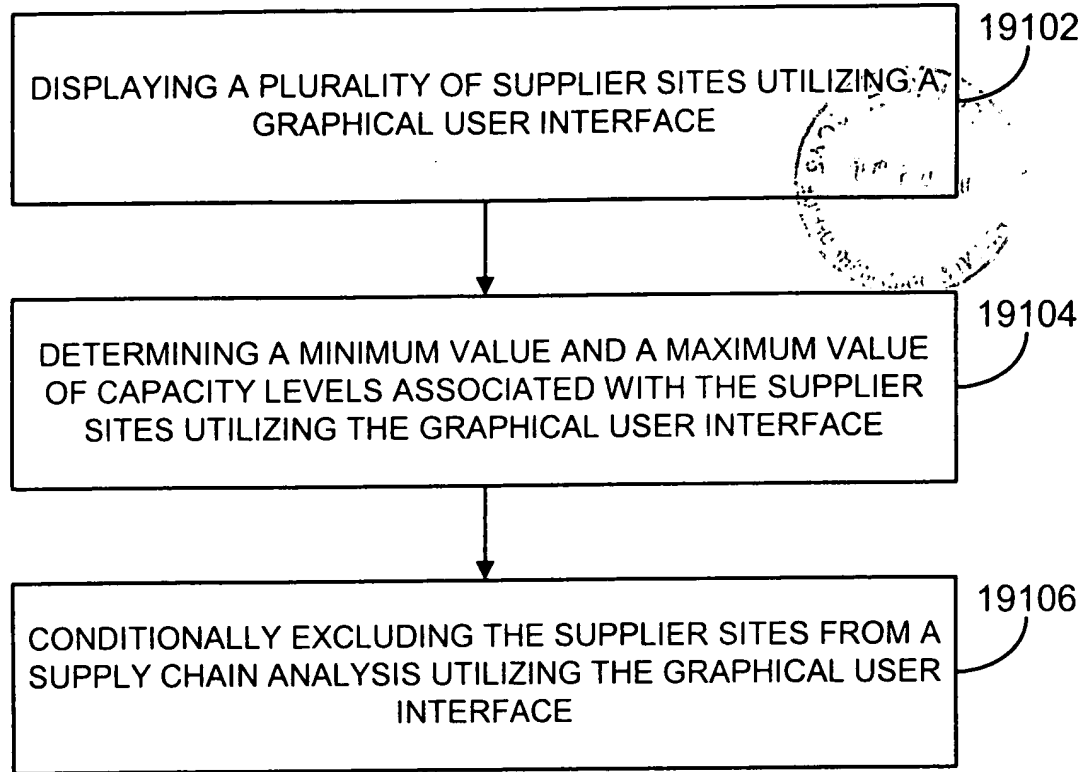 19102
DISPLAYING A PLURALITY OF SUPPLIER SITES UTILIZING A
GRAPHICAL USER INTERFACE
19104
DETERMINING A MINIMUM VALUE AND A MAXIMUM VALUE
OF CAPACITY LEVELS ASSOCIATED WITH THE SUPPLIER
SITES UTILIZING THE GRAPHICAL USER INTERFACE
19106
CONDITIONALLY EXCLUDING THE SUPPLIER SITES FROM A
SUPPLY CHAIN ANALYSIS UTILIZING THE GRAPHICAL USER
INTERFACE